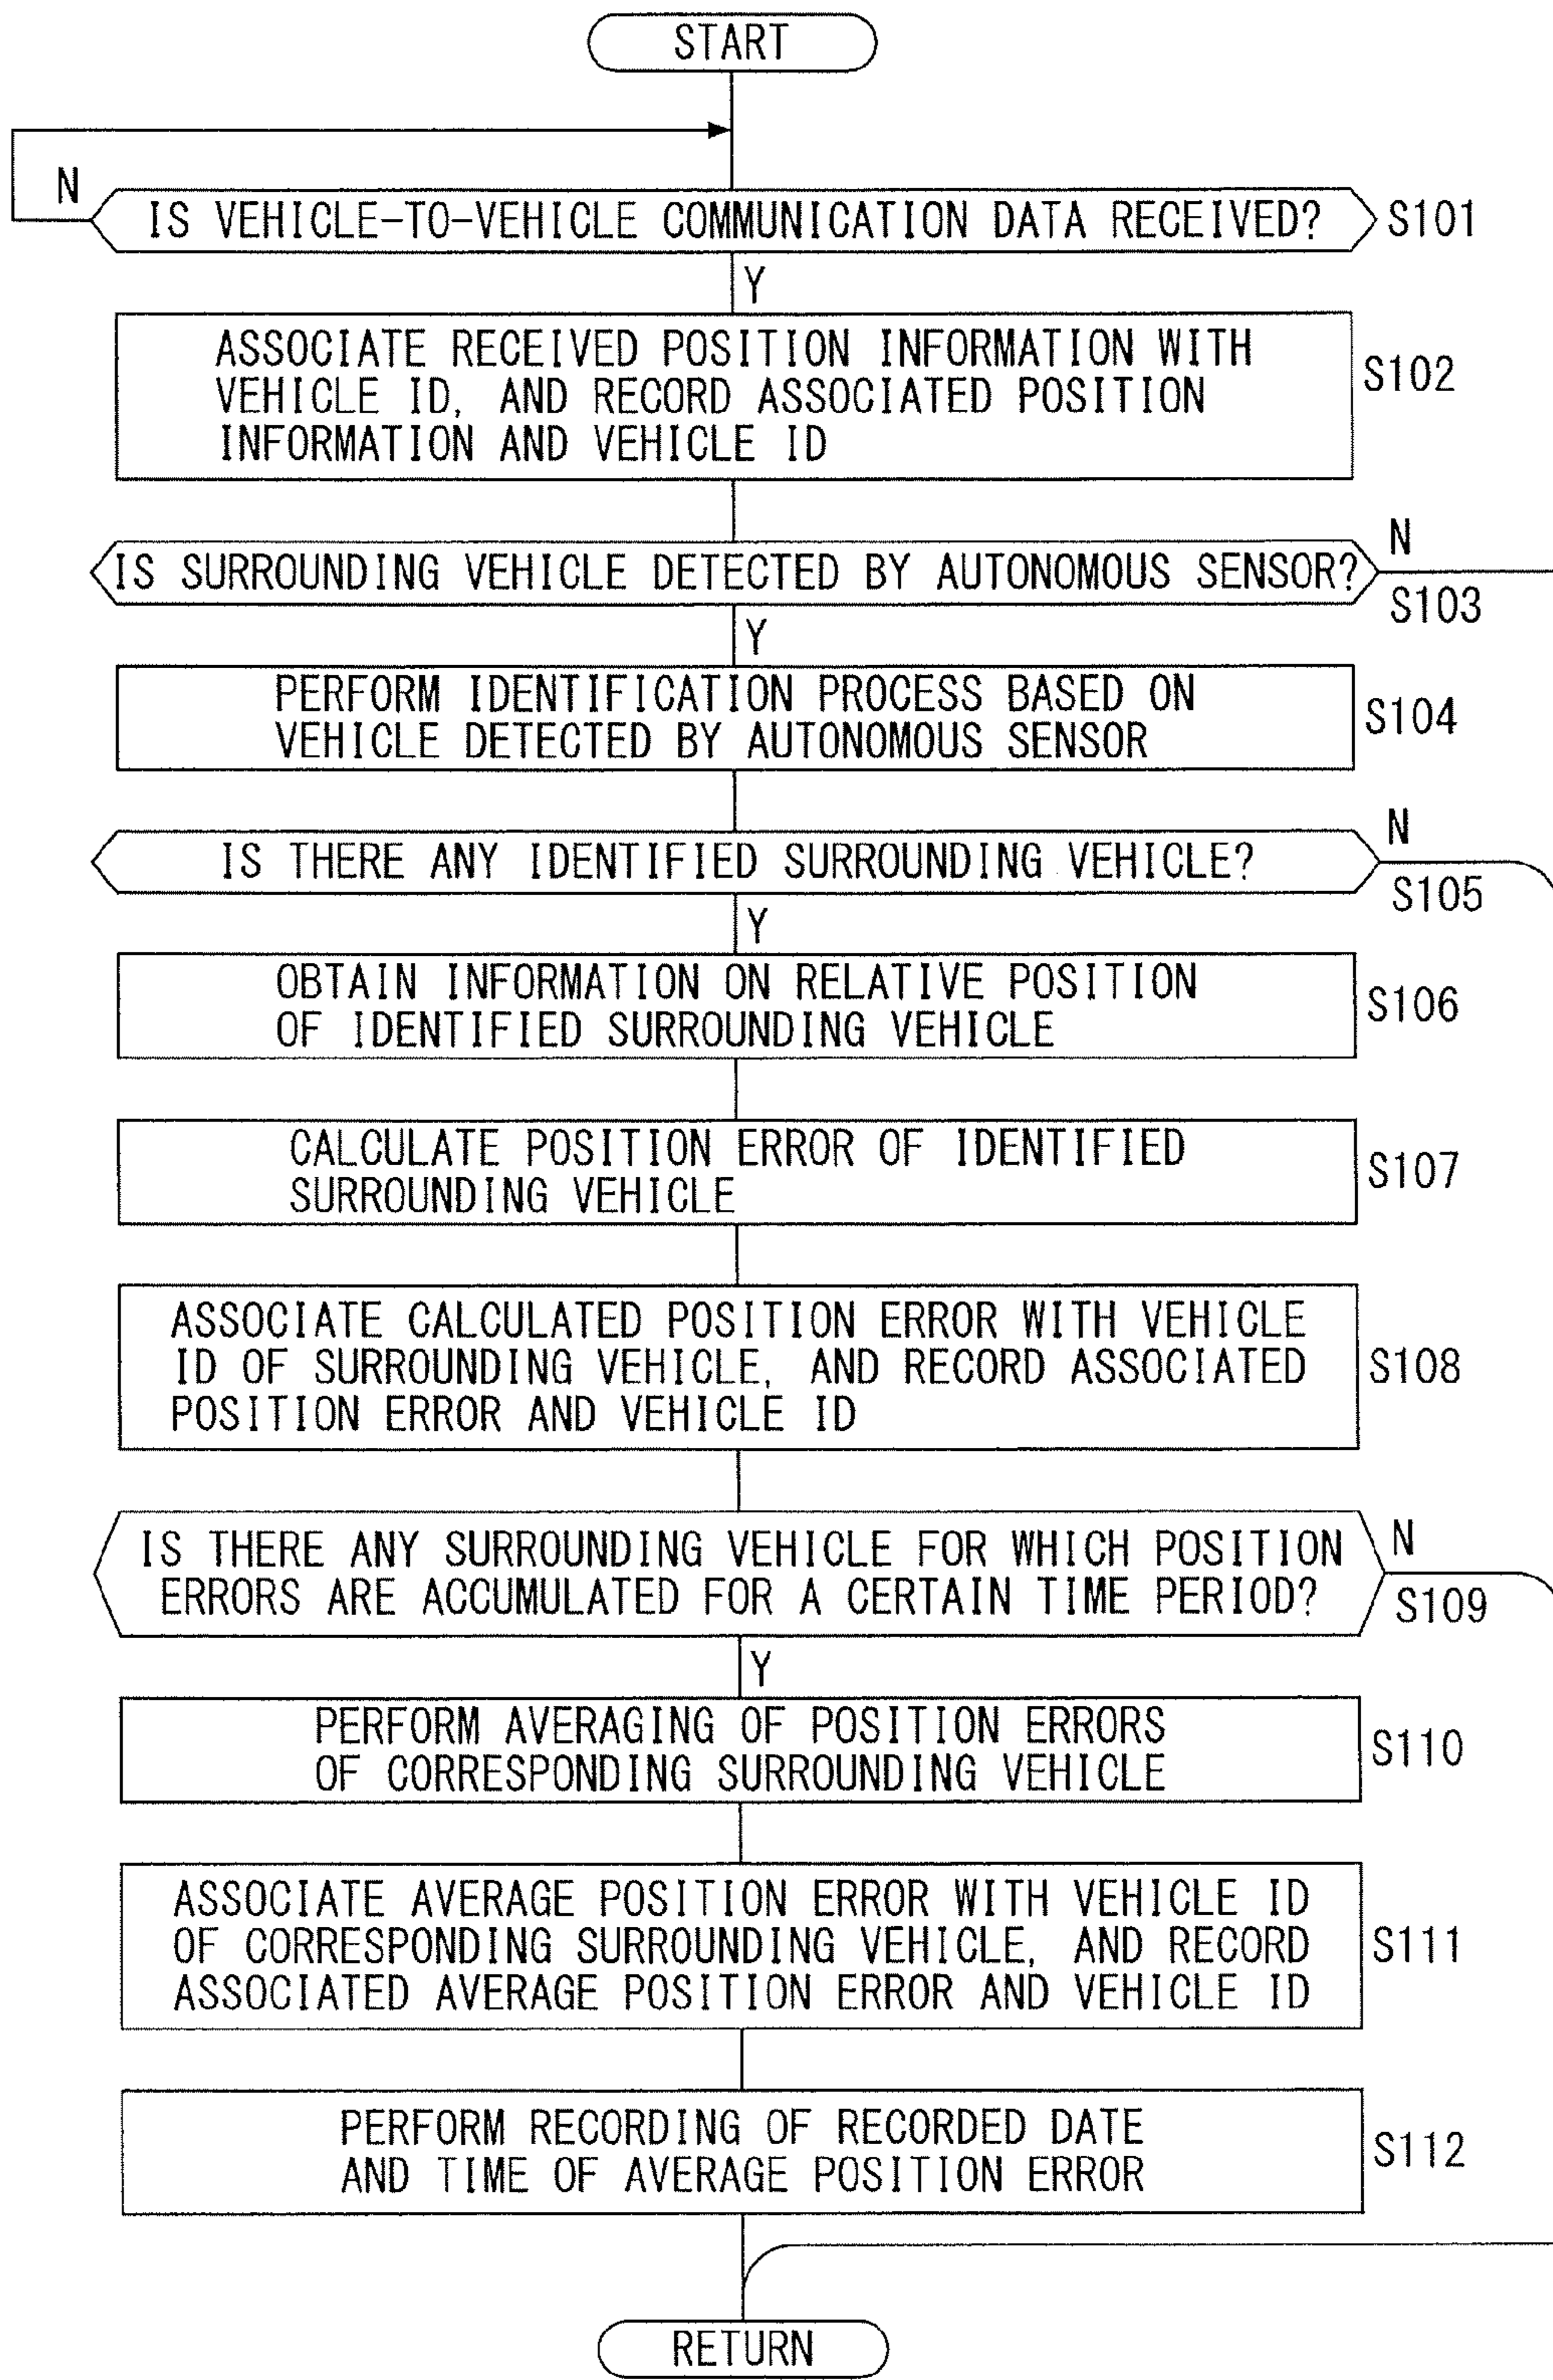 START
N
IS VEHICLE-TO-VEHICLE COMMUNICATION DATA RECEIVED? S101
Y
ASSOCIATE RECEIVED POSITION INFORMATION WITH
VEHICLE ID, AND RECORD ASSOCIATED POSITION
INFORMATION AND VEHICLE ID
S102
N
IS SURROUNDING VEHICLE DETECTED BY AUTONOMOUS SENSOR?
S103
Y
PERFORM IDENTIFICATION PROCESS BASED ON
VEHICLE DETECTED BY AUTONOMOUS SENSOR
S104
N
IS THERE ANY IDENTIFIED SURROUNDING VEHICLE?
S105
Y
OBTAIN INFORMATION ON RELATIVE POSITION
OF IDENTIFIED SURROUNDING VEHICLE
S106
CALCULATE POSITION ERROR OF IDENTIFIED
SURROUNDING VEHICLE
S107
ASSOCIATE CALCULATED POSITION ERROR WITH VEHICLE
ID OF SURROUNDING VEHICLE, AND RECORD ASSOCIATED
POSITION ERROR AND VEHICLE ID
S108
IS THERE ANY SURROUNDING VEHICLE FOR WHICH POSITION
ERRORS ARE ACCUMULATED FOR A CERTAIN TIME PERIOD?
N
S109
Y
PERFORM AVERAGING OF POSITION ERRORS
OF CORRESPONDING SURROUNDING VEHICLE
S110
ASSOCIATE AVERAGE POSITION ERROR WITH VEHICLE ID
OF CORRESPONDING SURROUNDING VEHICLE, AND RECORD
ASSOCIATED AVERAGE POSITION ERROR AND VEHICLE ID
S111
PERFORM RECORDING OF RECORDED DATE
AND TIME OF AVERAGE POSITION ERROR
S112
RETURN